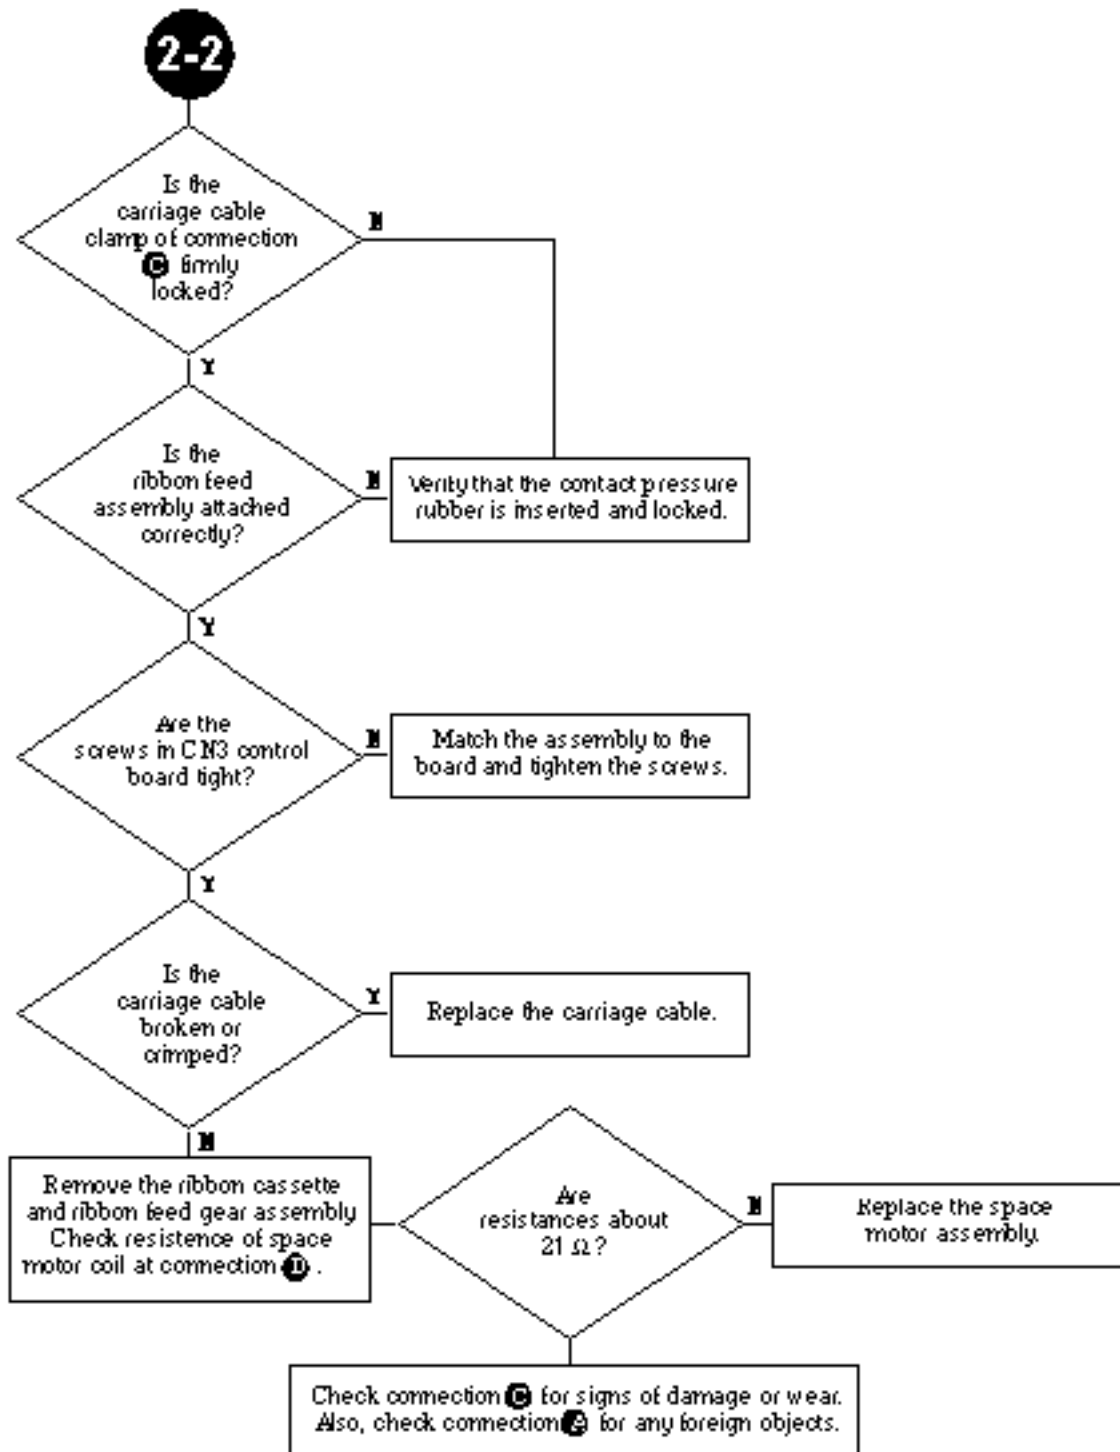 2-2
Is the
carriage cable
clamp of connection
C firmly
locked?
N
Y
Is the
ribbon feed
assembly attached
correctly?
N
Verify that the contact pressure
rubber is inserted and locked.
Y
Are the
screws in CN3 control
board tight?
N
Match the assembly to the
board and tighten the screws.
Y
Is the
carriage cable
broken or
crimped?
Y
Replace the carriage cable.
N
Remove the ribbon cassette
and ribbon feed gear assembly
Check resistence of space
motor coil at connection D .
Are
resistances about
21 Ω ?
N
Replace the space
motor assembly.
Check connection C for signs of damage or wear.
Also, check connection A for any foreign objects.